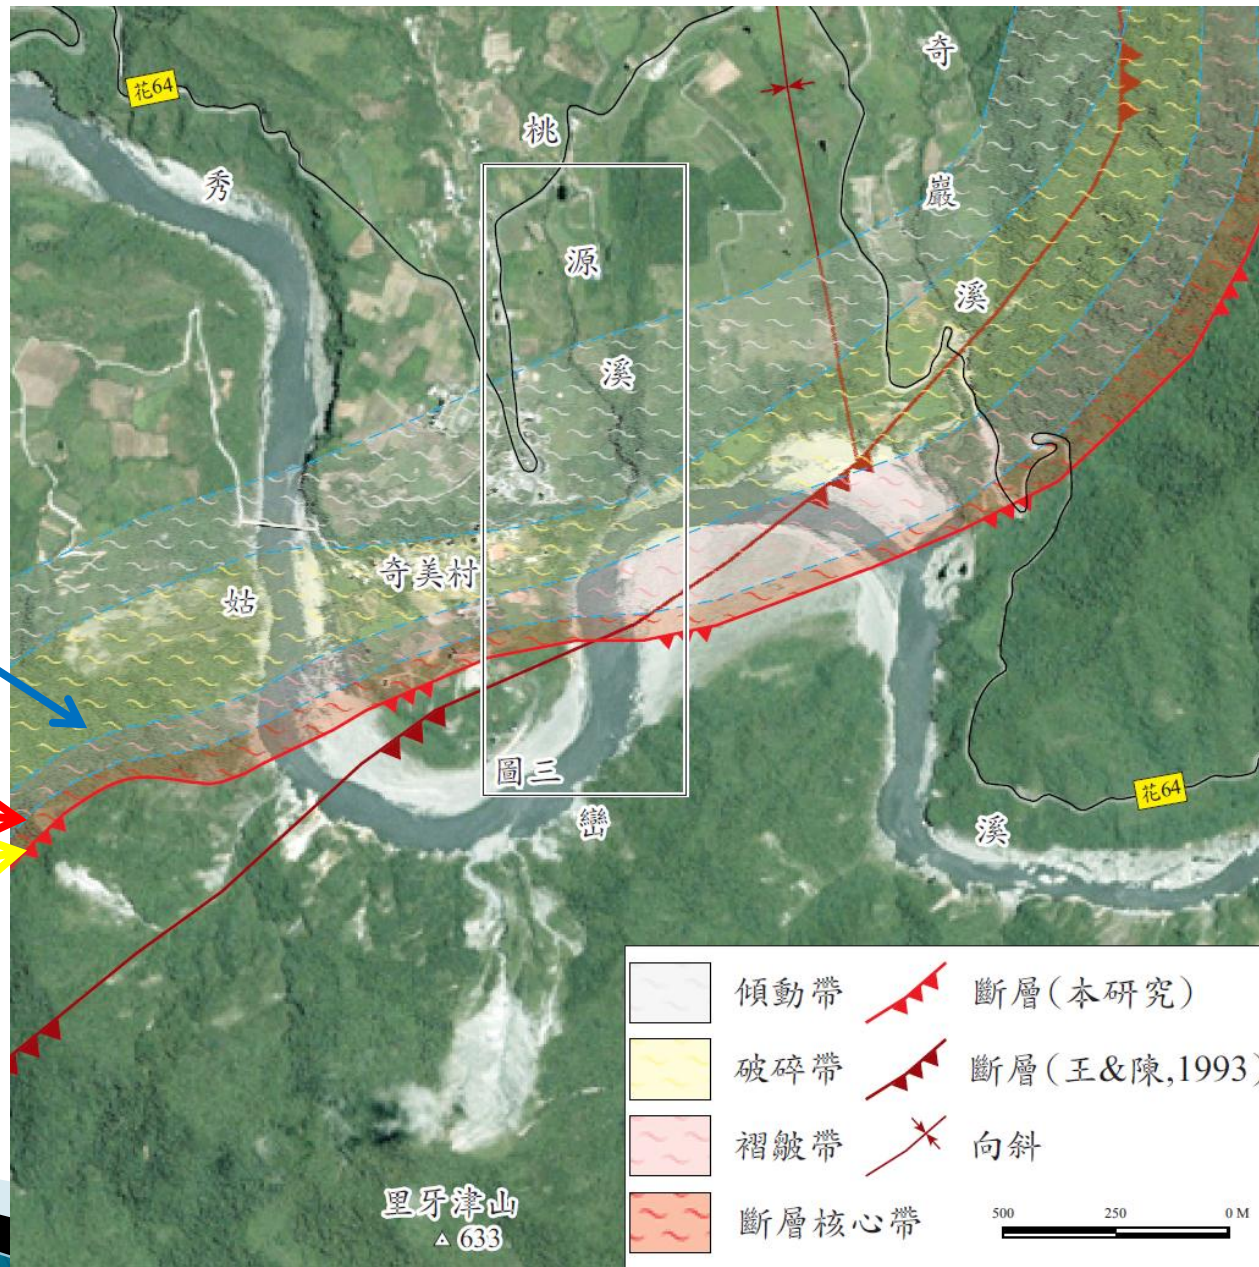 花64
奇
桃
秀
巖
源
溪
溪
奇美村
姑
圖三
巒
花64
溪
里牙津山
△ 633
傾動帶
斷層(本研究)
破碎帶
斷層(王&陳,1993)
褶皺帶
向斜
斷層核心帶
500 250 0 M